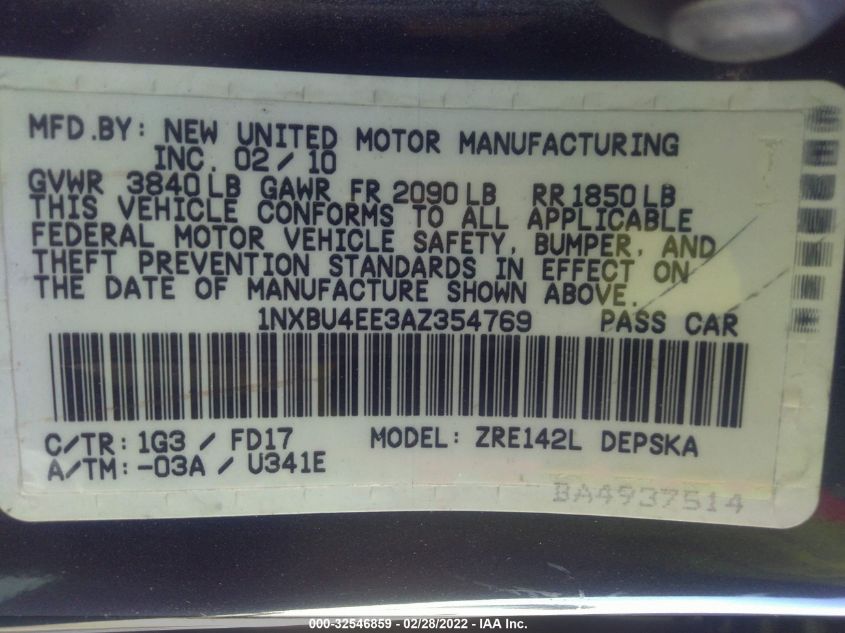 MFD.BY: NEW UNITED MOTOR MANUFACTURING
INC. 02/10
GVWR 3840 LB GAWR FR 2090 LB RR 1850 LB
THIS VEHICLE CONFORMS TO ALL APPLICABLE
FEDERAL MOTOR VEHICLE SAFETY, BUMPER, AND
THEFT PREVENTION STANDARDS IN EFFECT ON
THE DATE OF MANUFACTURE SHOWN ABOVE.
1NXBU4EE3AZ354769 PASS CAR
C/TR: 1G3 / FD17 MODEL: ZRE142L DEPSKA
A/TM: -03A / U341E
BA4937514
000-32546859 - 02/28/2022 - IAA Inc.